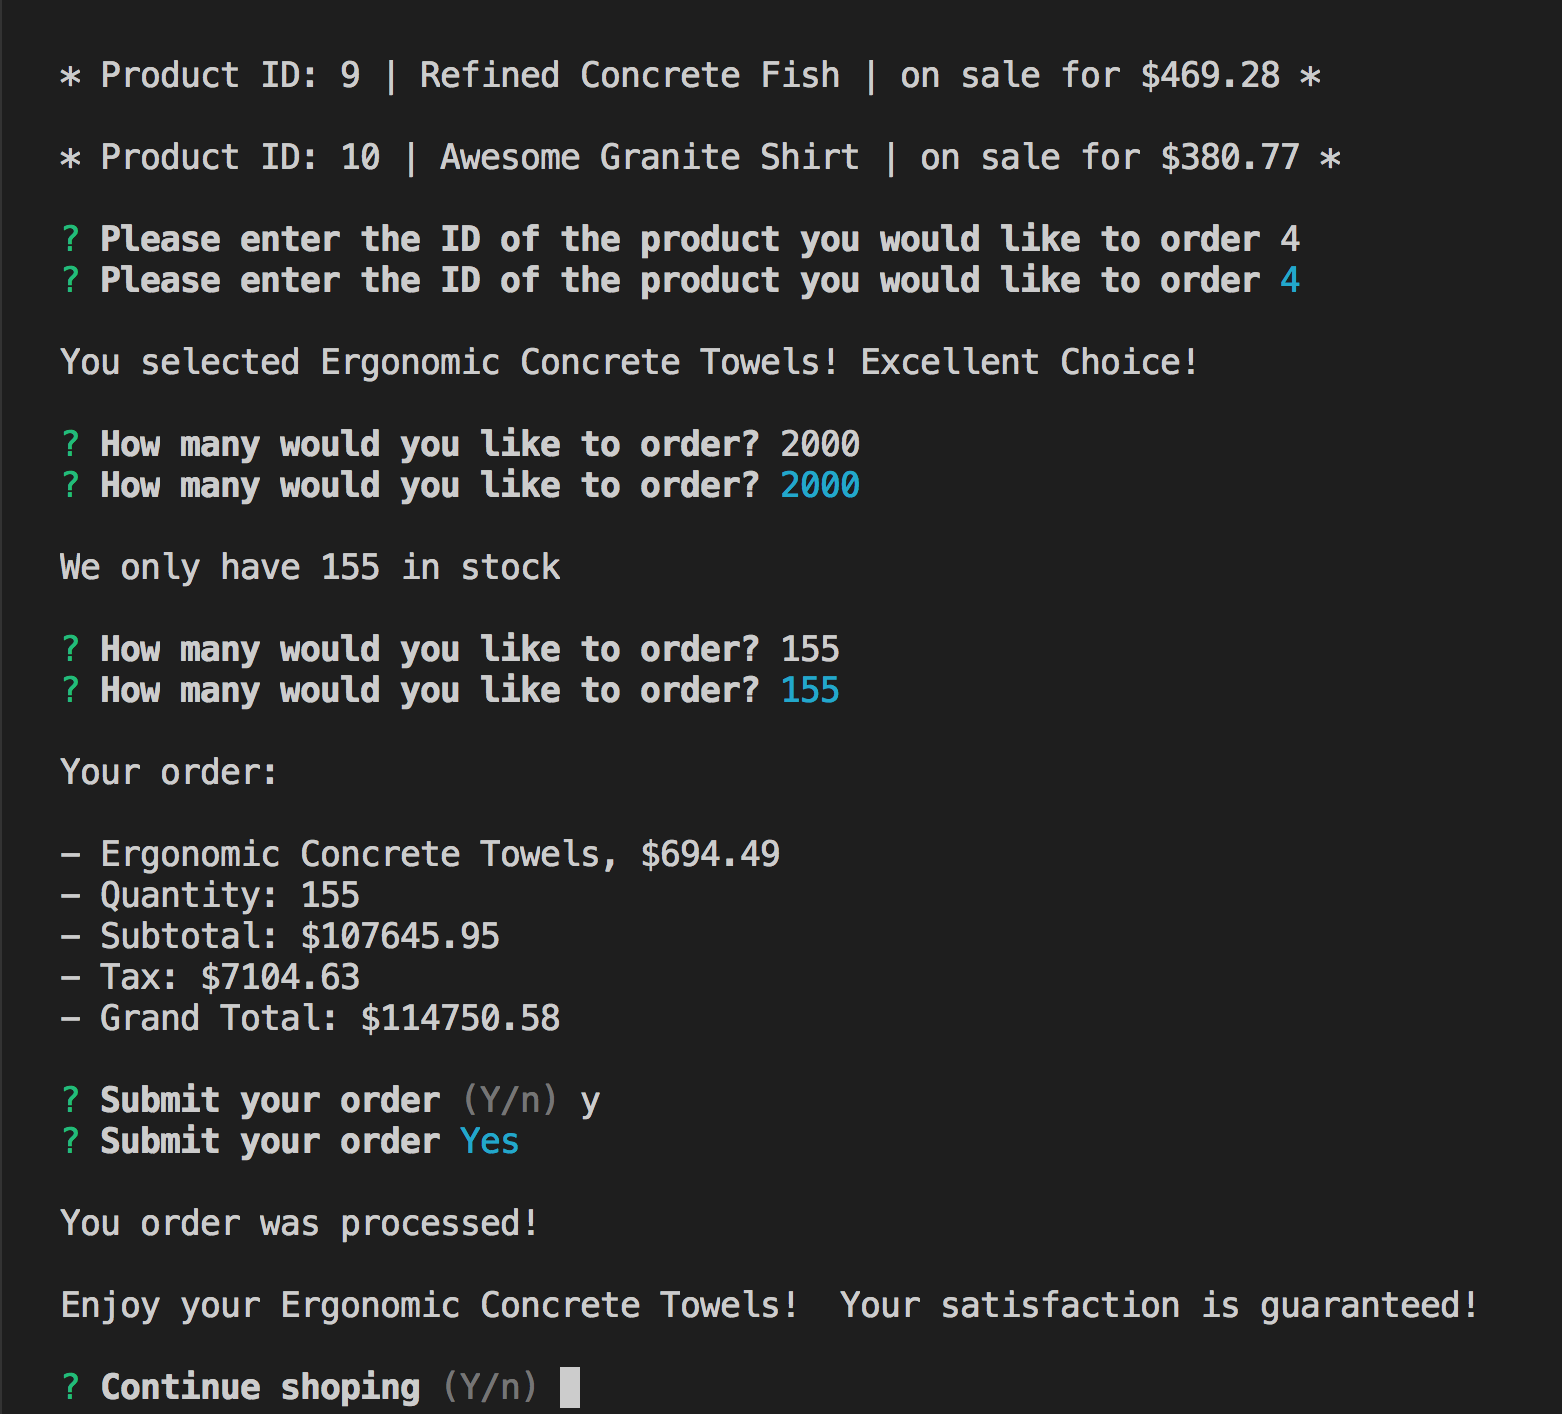 * Product ID: 9 | Refined Concrete Fish | on sale for $469.28 *
* Product ID: 10 | Awesome Granite Shirt | on sale for $380.77 *
? Please enter the ID of the product you would like to order 4
? Please enter the ID of the product you would like to order 4
You selected Ergonomic Concrete Towels! Excellent Choice!
? How many would you like to order? 2000
? How many would you like to order? 2000
We only have 155 in stock
? How many would you like to order? 155
? How many would you like to order? 155
Your order:
– Ergonomic Concrete Towels, $694.49
– Quantity: 155
– Subtotal: $107645.95
– Tax: $7104.63
– Grand Total: $114750.58
? Submit your order (Y/n) y
? Submit your order Yes
You order was processed!
Enjoy your Ergonomic Concrete Towels!  Your satisfaction is guaranteed!
? Continue shoping (Y/n)